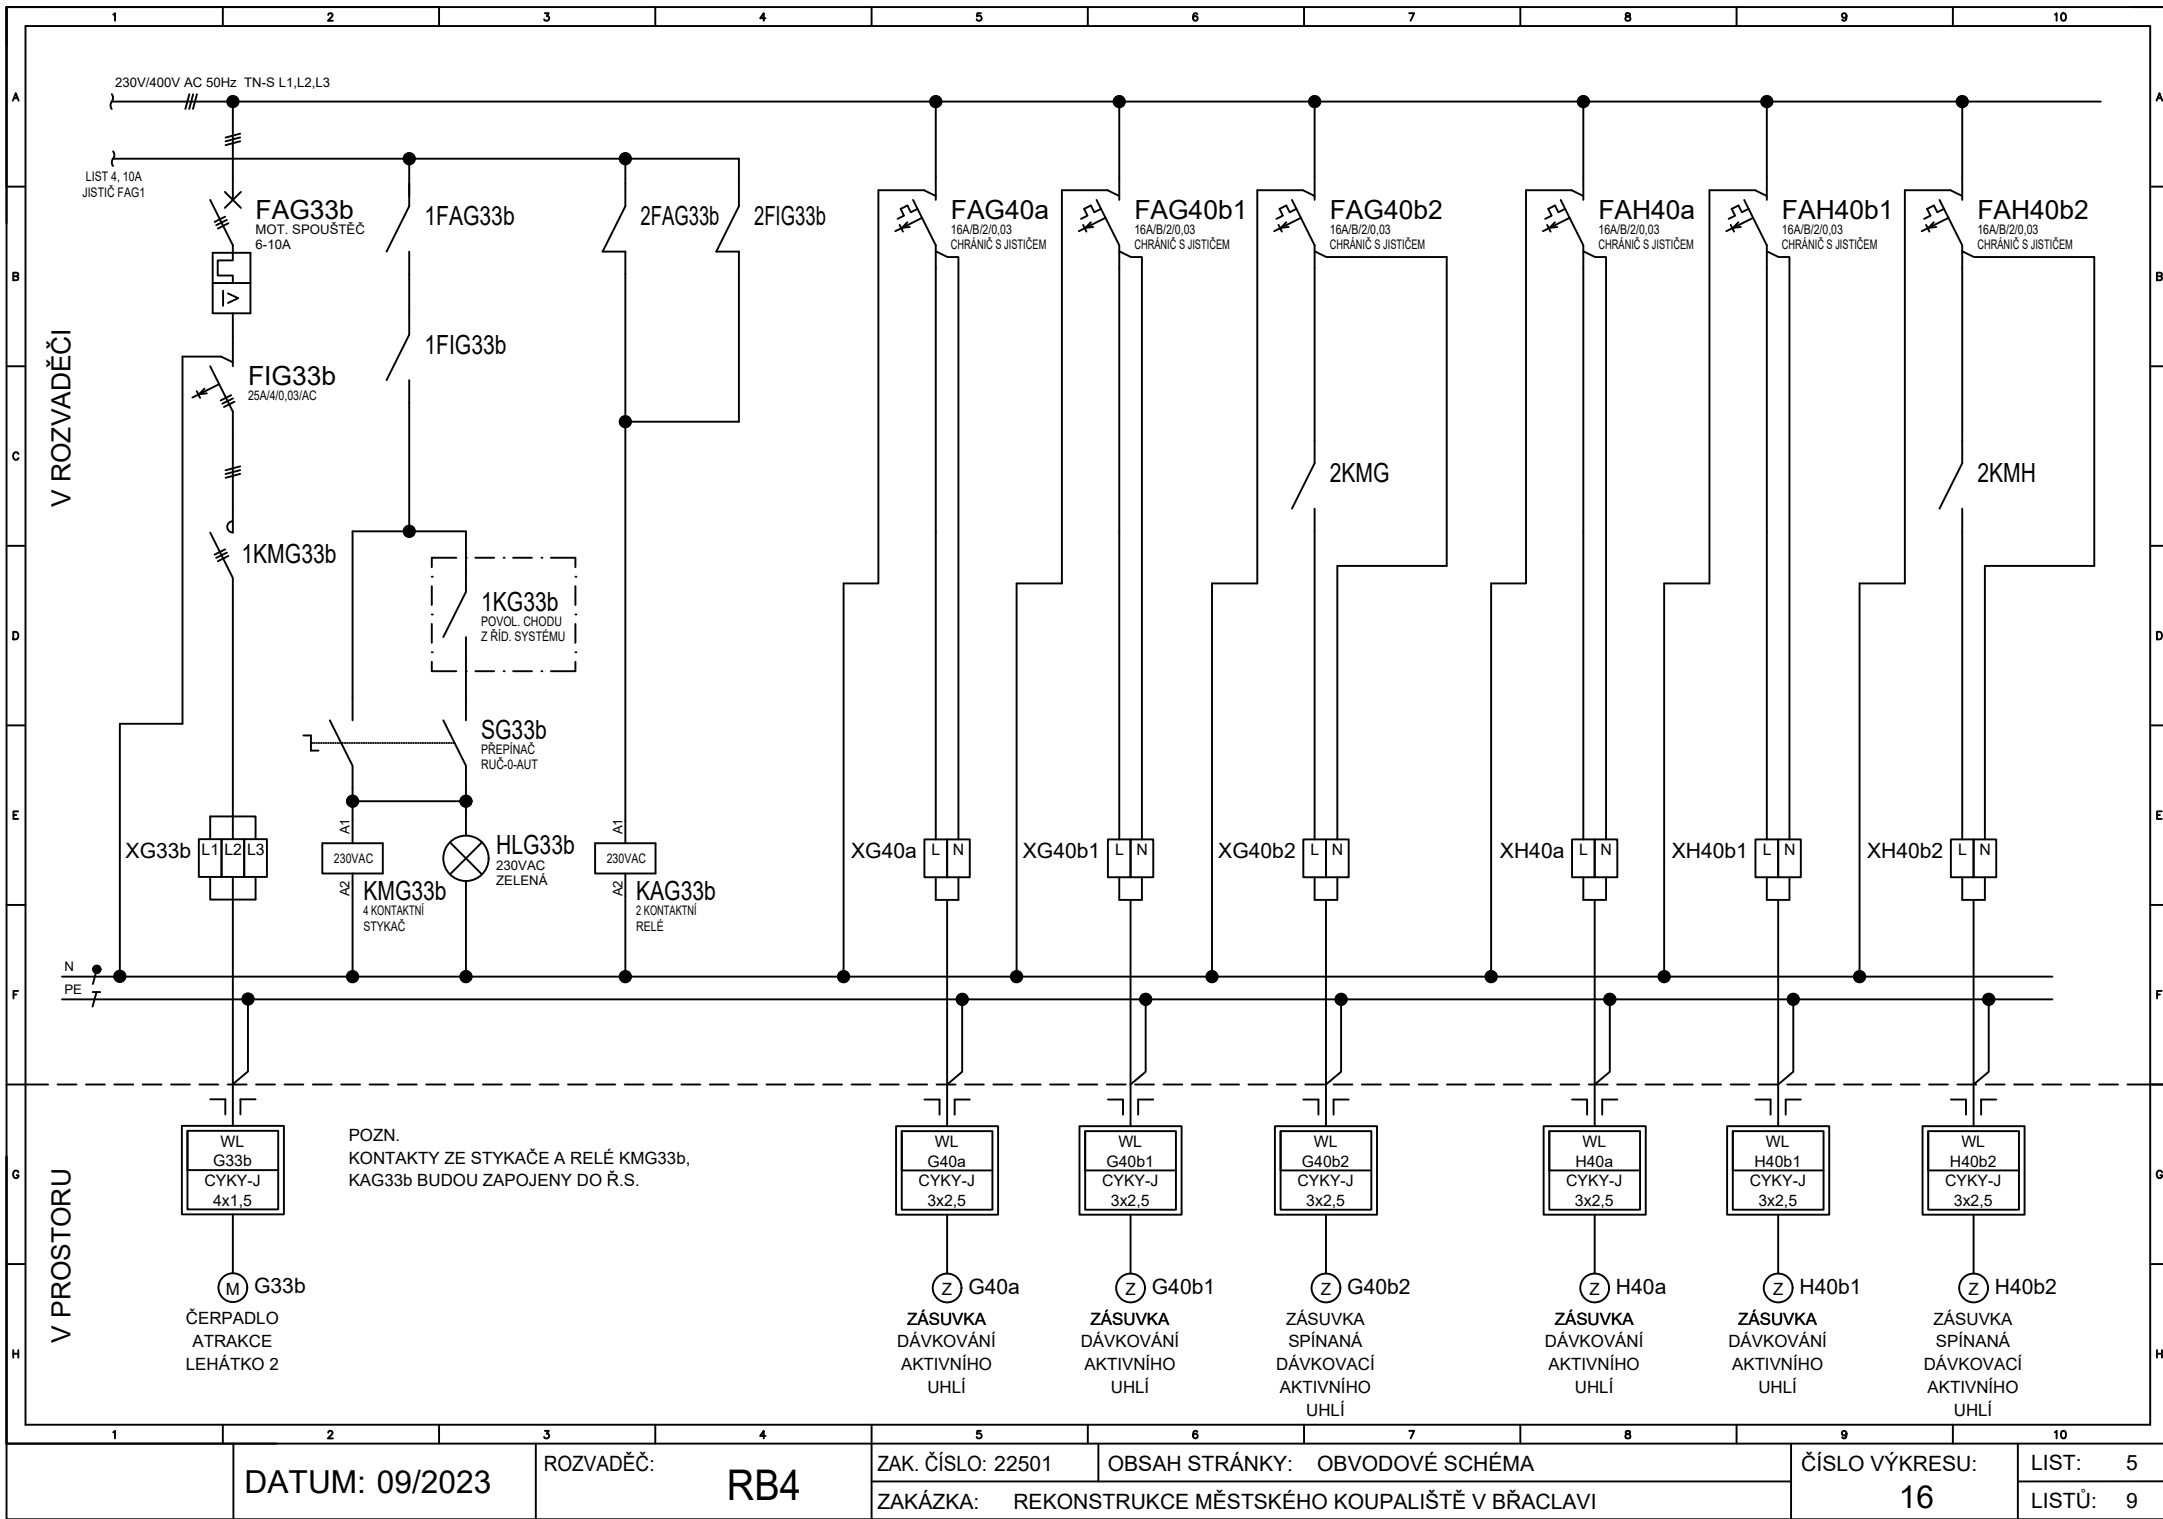 1 2 3 4 5 6 7 8 9 10
A
B
C
D
E
F
G
H
A
B
C
D
E
F
G
H
V ROZVADĚČI
V PROSTORU
230V/400V AC 50Hz TN-S L1,L2,L3
LIST 4, 10A
JISTIČ FAG1
FAG33b
MOT. SPOUŠTĚČ
6-10A
I>
FIG33b
25A/4/0,03/AC
1KMG33b
XG33b L1 L2 L3
1FAG33b
1FIG33b
2FAG33b
2FIG33b
1KG33b
POVOL. CHODU
Z ŘÍD. SYSTÉMU
SG33b
PŘEPÍNAČ
RUČ-0-AUT
A1
230VAC
A2
KMG33b
4 KONTAKTNÍ
STYKAČ
HLG33b
230VAC
ZELENÁ
A1
230VAC
A2
KAG33b
2 KONTAKTNÍ
RELÉ
FAG40a
16A/B/2/0,03
CHRÁNIČ S JISTIČEM
FAG40b1
16A/B/2/0,03
CHRÁNIČ S JISTIČEM
FAG40b2
16A/B/2/0,03
CHRÁNIČ S JISTIČEM
FAH40a
16A/B/2/0,03
CHRÁNIČ S JISTIČEM
FAH40b1
16A/B/2/0,03
CHRÁNIČ S JISTIČEM
FAH40b2
16A/B/2/0,03
CHRÁNIČ S JISTIČEM
2KMG
2KMH
XG40a L N
XG40b1 L N
XG40b2 L N
XH40a L N
XH40b1 L N
XH40b2 L N
N
PE
WL
G33b
CYKY-J
4x1,5
POZN.
KONTAKTY ZE STYKAČE A RELÉ KMG33b,
KAG33b BUDOU ZAPOJENY DO Ř.S.
WL
G40a
CYKY-J
3x2,5
WL
G40b1
CYKY-J
3x2,5
WL
G40b2
CYKY-J
3x2,5
WL
H40a
CYKY-J
3x2,5
WL
H40b1
CYKY-J
3x2,5
WL
H40b2
CYKY-J
3x2,5
M G33b
ČERPADLO
ATRAKCE
LEHÁTKO 2
Z G40a
ZÁSUVKA
DÁVKOVÁNÍ
AKTIVNÍHO
UHLÍ
Z G40b1
ZÁSUVKA
DÁVKOVÁNÍ
AKTIVNÍHO
UHLÍ
Z G40b2
ZÁSUVKA
SPÍNANÁ
DÁVKOVACÍ
AKTIVNÍHO
UHLÍ
Z H40a
ZÁSUVKA
DÁVKOVÁNÍ
AKTIVNÍHO
UHLÍ
Z H40b1
ZÁSUVKA
DÁVKOVÁNÍ
AKTIVNÍHO
UHLÍ
Z H40b2
ZÁSUVKA
SPÍNANÁ
DÁVKOVACÍ
AKTIVNÍHO
UHLÍ
1 2 3 4 5 6 7 8 9 10
DATUM: 09/2023
ROZVADĚČ:
RB4
ZAK. ČÍSLO: 22501
OBSAH STRÁNKY: OBVODOVÉ SCHÉMA
ZAKÁZKA: REKONSTRUKCE MĚSTSKÉHO KOUPALIŠTĚ V BŘACLAVI
ČÍSLO VÝKRESU:
16
LIST: 5
LISTŮ: 9